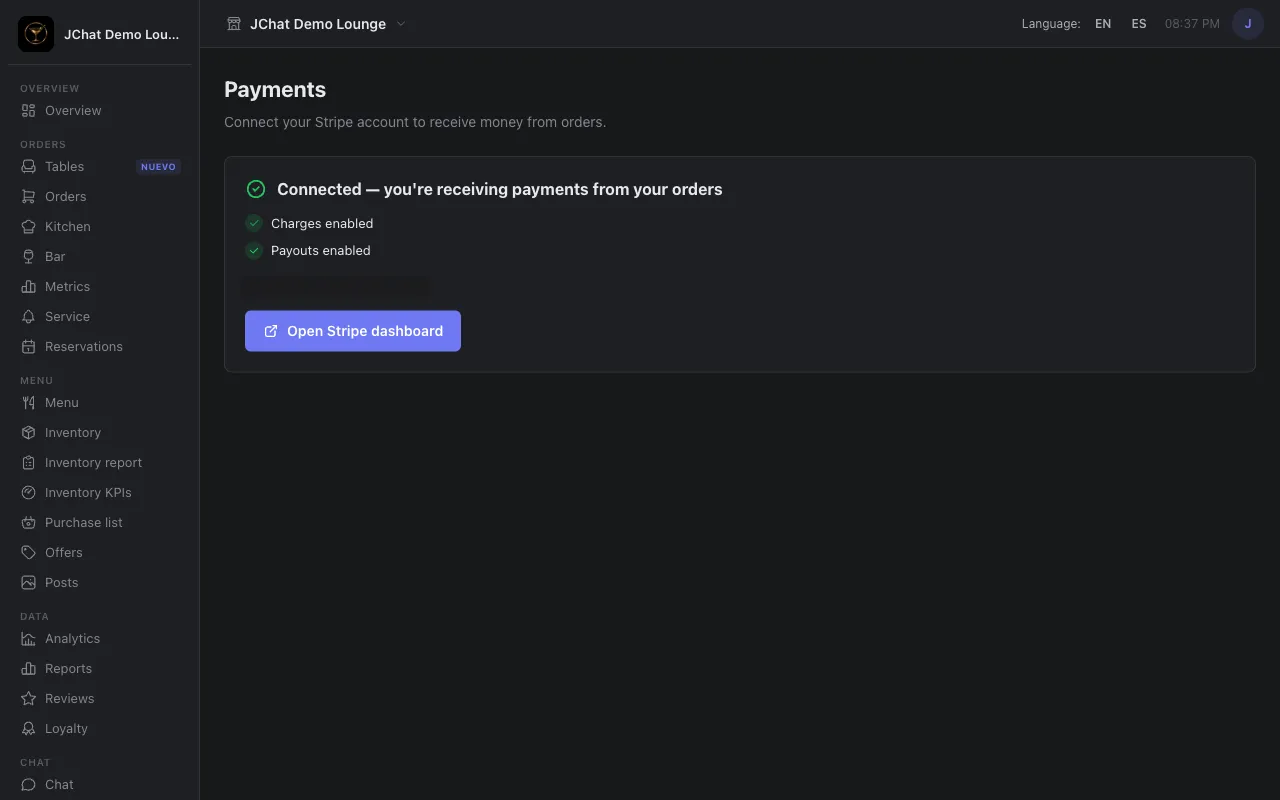 JChat Demo Lou...
OVERVIEW
Overview
ORDERS
Tables NUEVO
Orders
Kitchen
Bar
Metrics
Service
Reservations
MENU
Menu
Inventory
Inventory report
Inventory KPIs
Purchase list
Offers
Posts
DATA
Analytics
Reports
Reviews
Loyalty
CHAT
Chat
JChat Demo Lounge
Language: EN ES 08:37 PM J
Payments
Connect your Stripe account to receive money from orders.
Connected — you're receiving payments from your orders
Charges enabled
Payouts enabled
Open Stripe dashboard